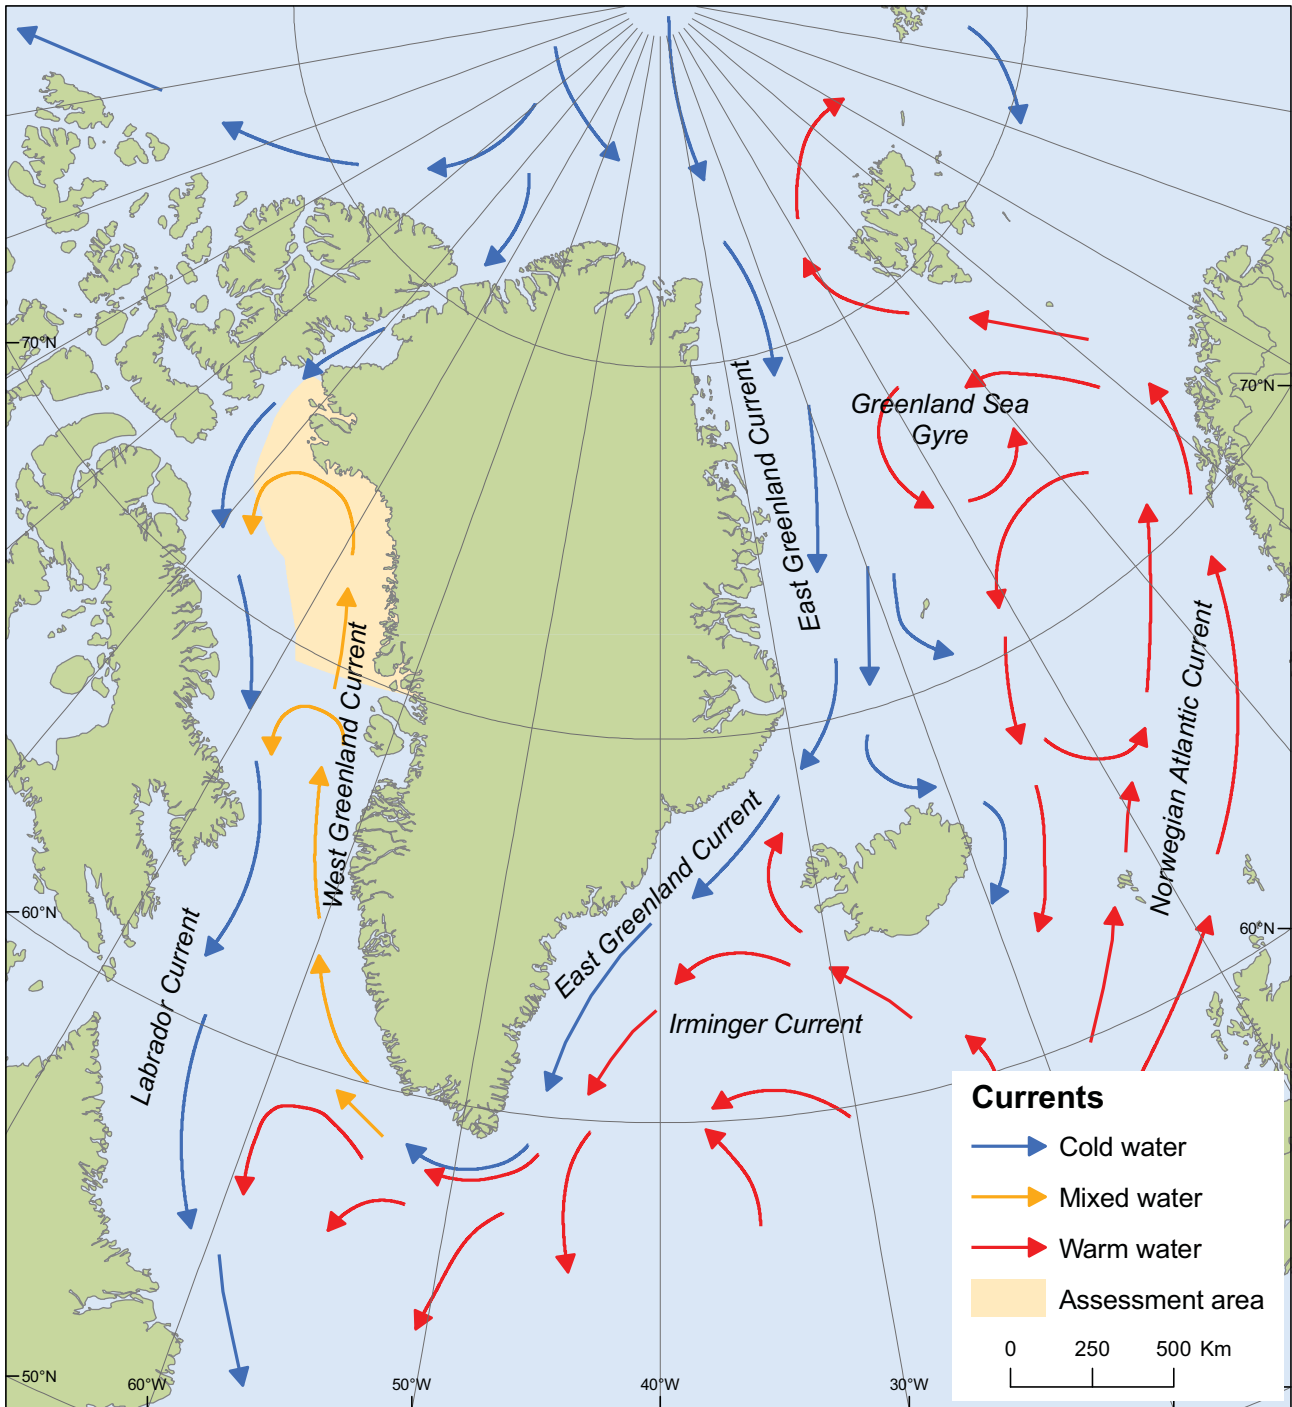 70°N
70°N
Greenland Sea
Gyre
East Greenland Current
West Greenland Current
Norwegian Atlantic Current
East Greenland Current
Labrador Current
60°N
60°N
Irminger Current
Currents
Cold water
Mixed water
Warm water
Assessment area
0 250 500 Km
50°N
60°W
50°W
40°W
30°W